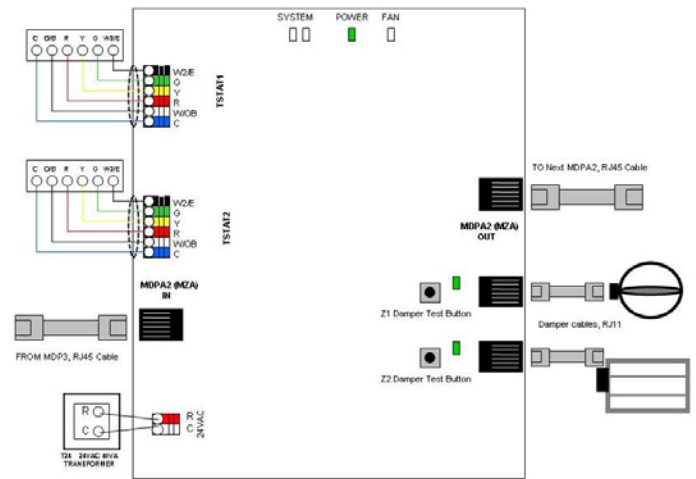 SYSTEM POWER FAN
C O/B R Y G W2/E
W2/E
G
Y
R
W/OB
C
TSTAT1
C O/B R Y G W2/E
W2/E
G
Y
R
W/OB
C
TSTAT2
TO Next MDPA2, RJ45 Cable
MDPA2 (MZA)
OUT
MDPA2 (MZA)
IN
FROM MDP3, RJ45 Cable
Z1 Damper Test Button
Damper cables, RJ11
Z2 Damper Test Button
R
C
R
C
24VAC
24VAC
TRANSFORMER